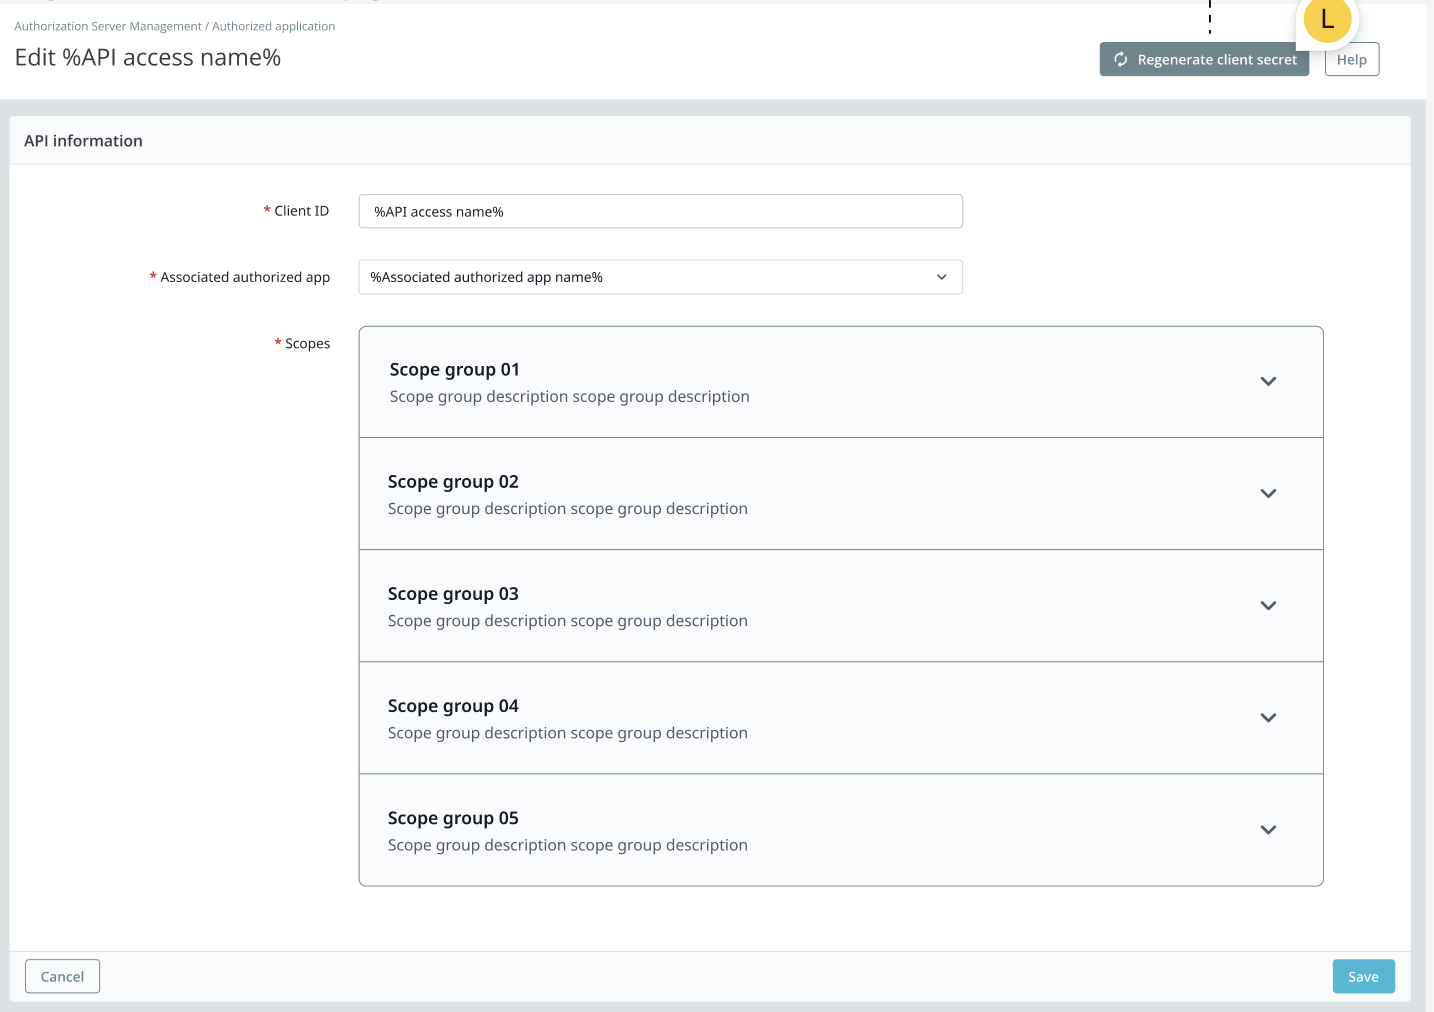 Authorization Server Management / Authorized application
L
Edit %API access name%
Regenerate client secret
Help
API information
* Client ID
%API access name%
* Associated authorized app
%Associated authorized app name%
* Scopes
Scope group 01
Scope group description scope group description
Scope group 02
Scope group description scope group description
Scope group 03
Scope group description scope group description
Scope group 04
Scope group description scope group description
Scope group 05
Scope group description scope group description
Cancel
Save